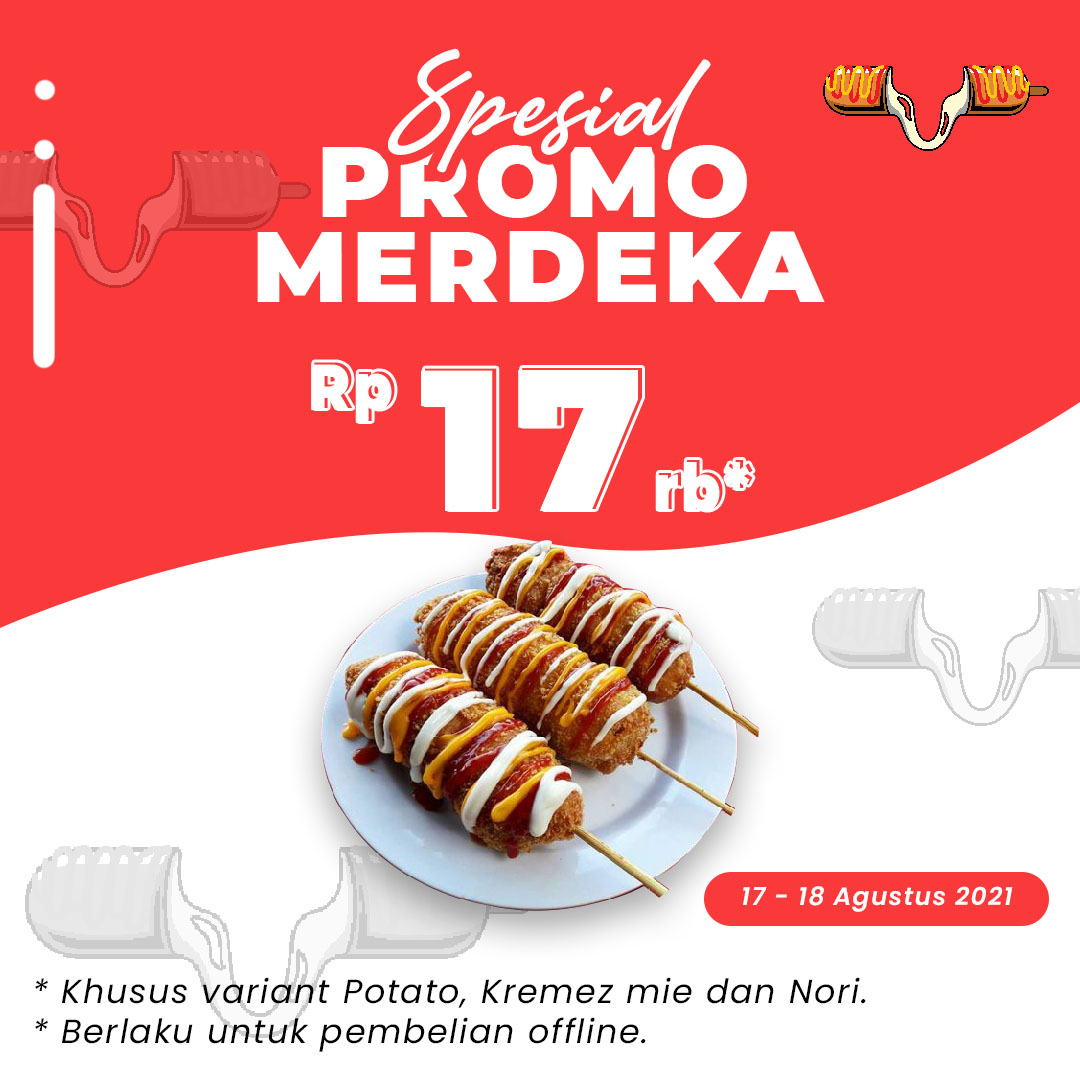 Spesial
PROMO
MERDEKA
Rp 17 rb*
17 - 18 Agustus 2021
* Khusus variant Potato, Kremez mie dan Nori.
* Berlaku untuk pembelian offline.